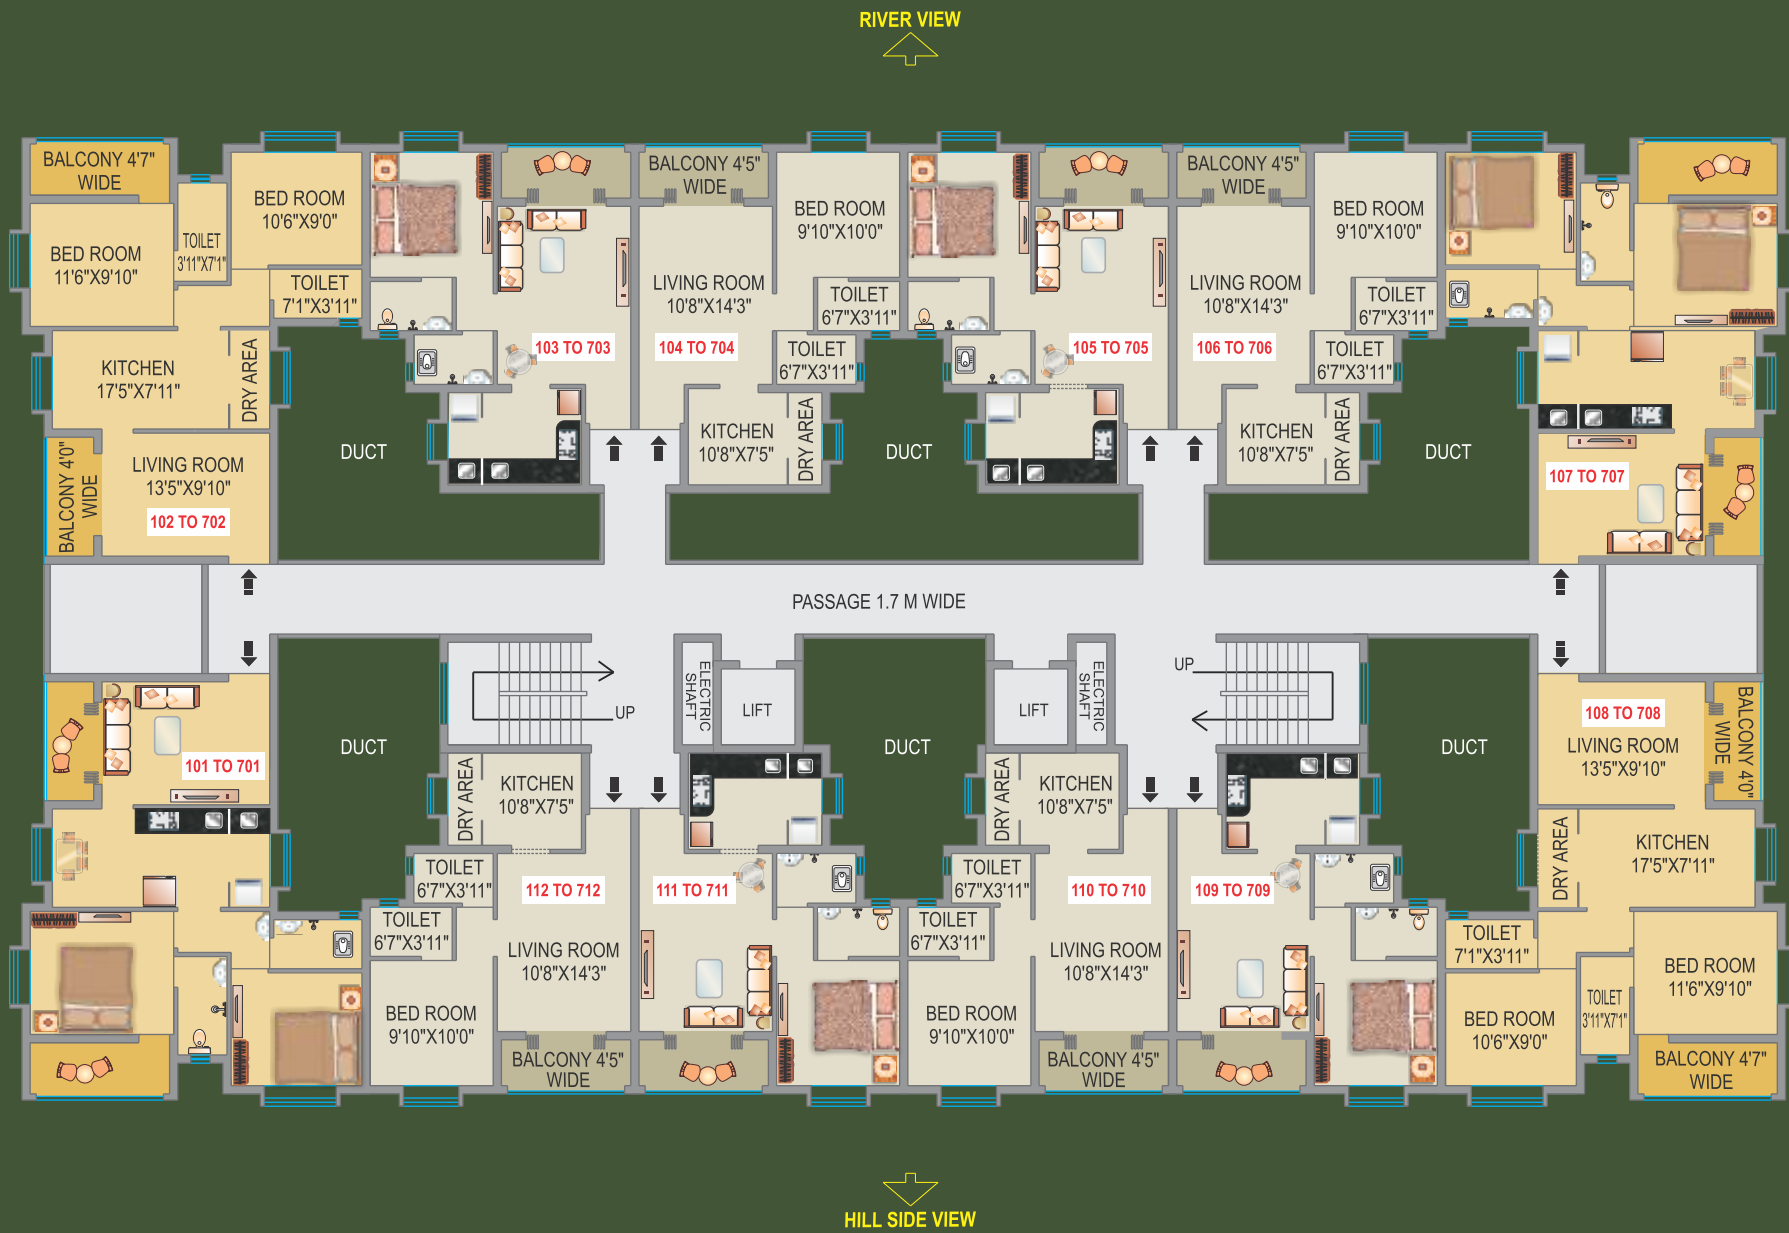 RIVER VIEW
BALCONY 4'7"
WIDE
BED ROOM
11'6"X9'10"
TOILET
3'11"X7'1"
BED ROOM
10'6"X9'0"
TOILET
7'1"X3'11"
KITCHEN
17'5"X7'11"
DRY AREA
BALCONY 4'0"
WIDE
LIVING ROOM
13'5"X9'10"
102 TO 702
DUCT
103 TO 703
BALCONY 4'5"
WIDE
LIVING ROOM
10'8"X14'3"
104 TO 704
BED ROOM
9'10"X10'0"
TOILET
6'7"X3'11"
TOILET
6'7"X3'11"
KITCHEN
10'8"X7'5"
DRY AREA
DUCT
105 TO 705
BALCONY 4'5"
WIDE
LIVING ROOM
10'8"X14'3"
106 TO 706
BED ROOM
9'10"X10'0"
TOILET
6'7"X3'11"
TOILET
6'7"X3'11"
KITCHEN
10'8"X7'5"
DRY AREA
DUCT
107 TO 707
PASSAGE 1.7 M WIDE
101 TO 701
DUCT
UP
ELECTRIC
SHAFT
LIFT
DUCT
LIFT
ELECTRIC
SHAFT
UP
DUCT
108 TO 708
LIVING ROOM
13'5"X9'10"
BALCONY 4'0"
WIDE
DRY AREA
KITCHEN
17'5"X7'11"
DRY AREA
KITCHEN
10'8"X7'5"
TOILET
6'7"X3'11"
112 TO 712
TOILET
6'7"X3'11"
LIVING ROOM
10'8"X14'3"
BED ROOM
9'10"X10'0"
BALCONY 4'5"
WIDE
111 TO 711
DRY AREA
KITCHEN
10'8"X7'5"
TOILET
6'7"X3'11"
110 TO 710
TOILET
6'7"X3'11"
LIVING ROOM
10'8"X14'3"
BED ROOM
9'10"X10'0"
BALCONY 4'5"
WIDE
109 TO 709
TOILET
7'1"X3'11"
BED ROOM
10'6"X9'0"
TOILET
3'11"X7'1"
BED ROOM
11'6"X9'10"
BALCONY 4'7"
WIDE
HILL SIDE VIEW